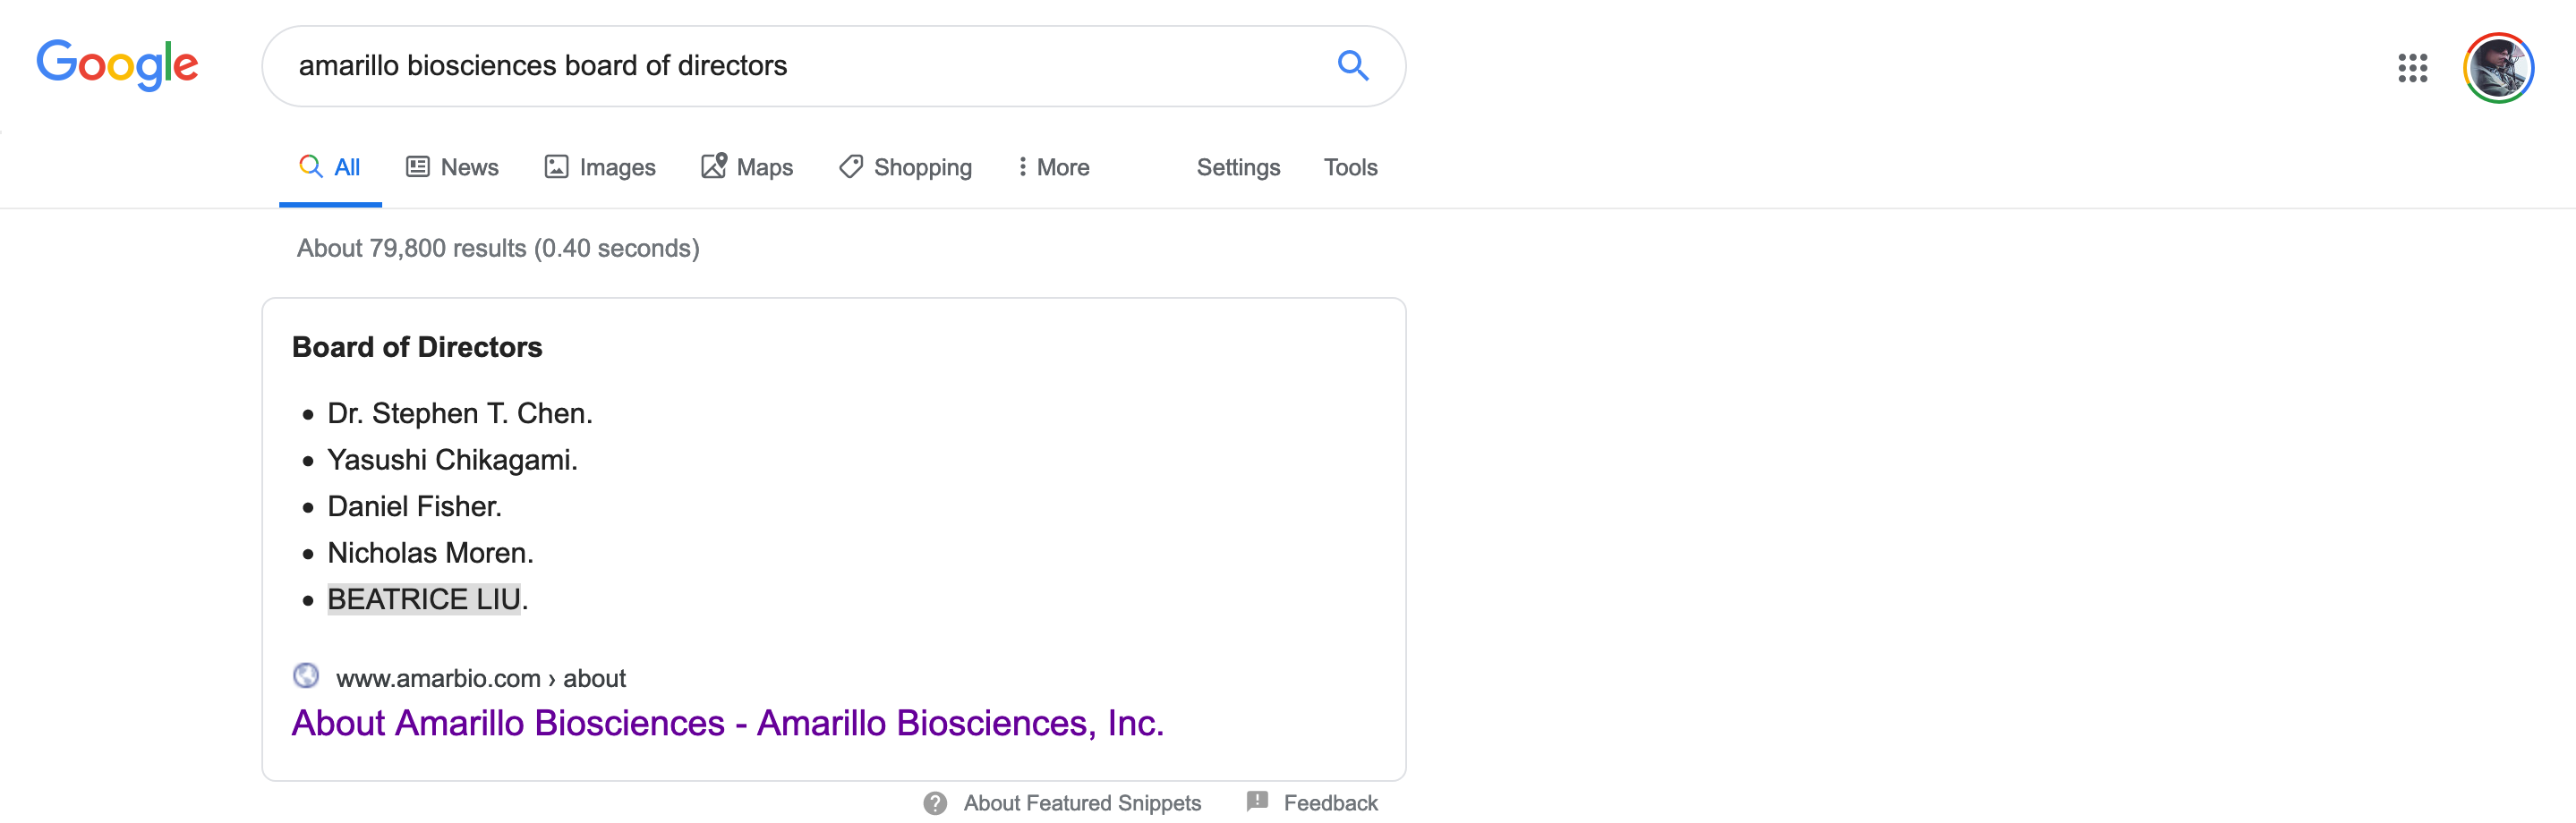 Google
amarillo biosciences board of directors
All News Images Maps Shopping More Settings Tools
About 79,800 results (0.40 seconds)
Board of Directors
• Dr. Stephen T. Chen.
• Yasushi Chikagami.
• Daniel Fisher.
• Nicholas Moren.
• BEATRICE LIU.
www.amarbio.com › about
About Amarillo Biosciences - Amarillo Biosciences, Inc.
About Featured Snippets Feedback